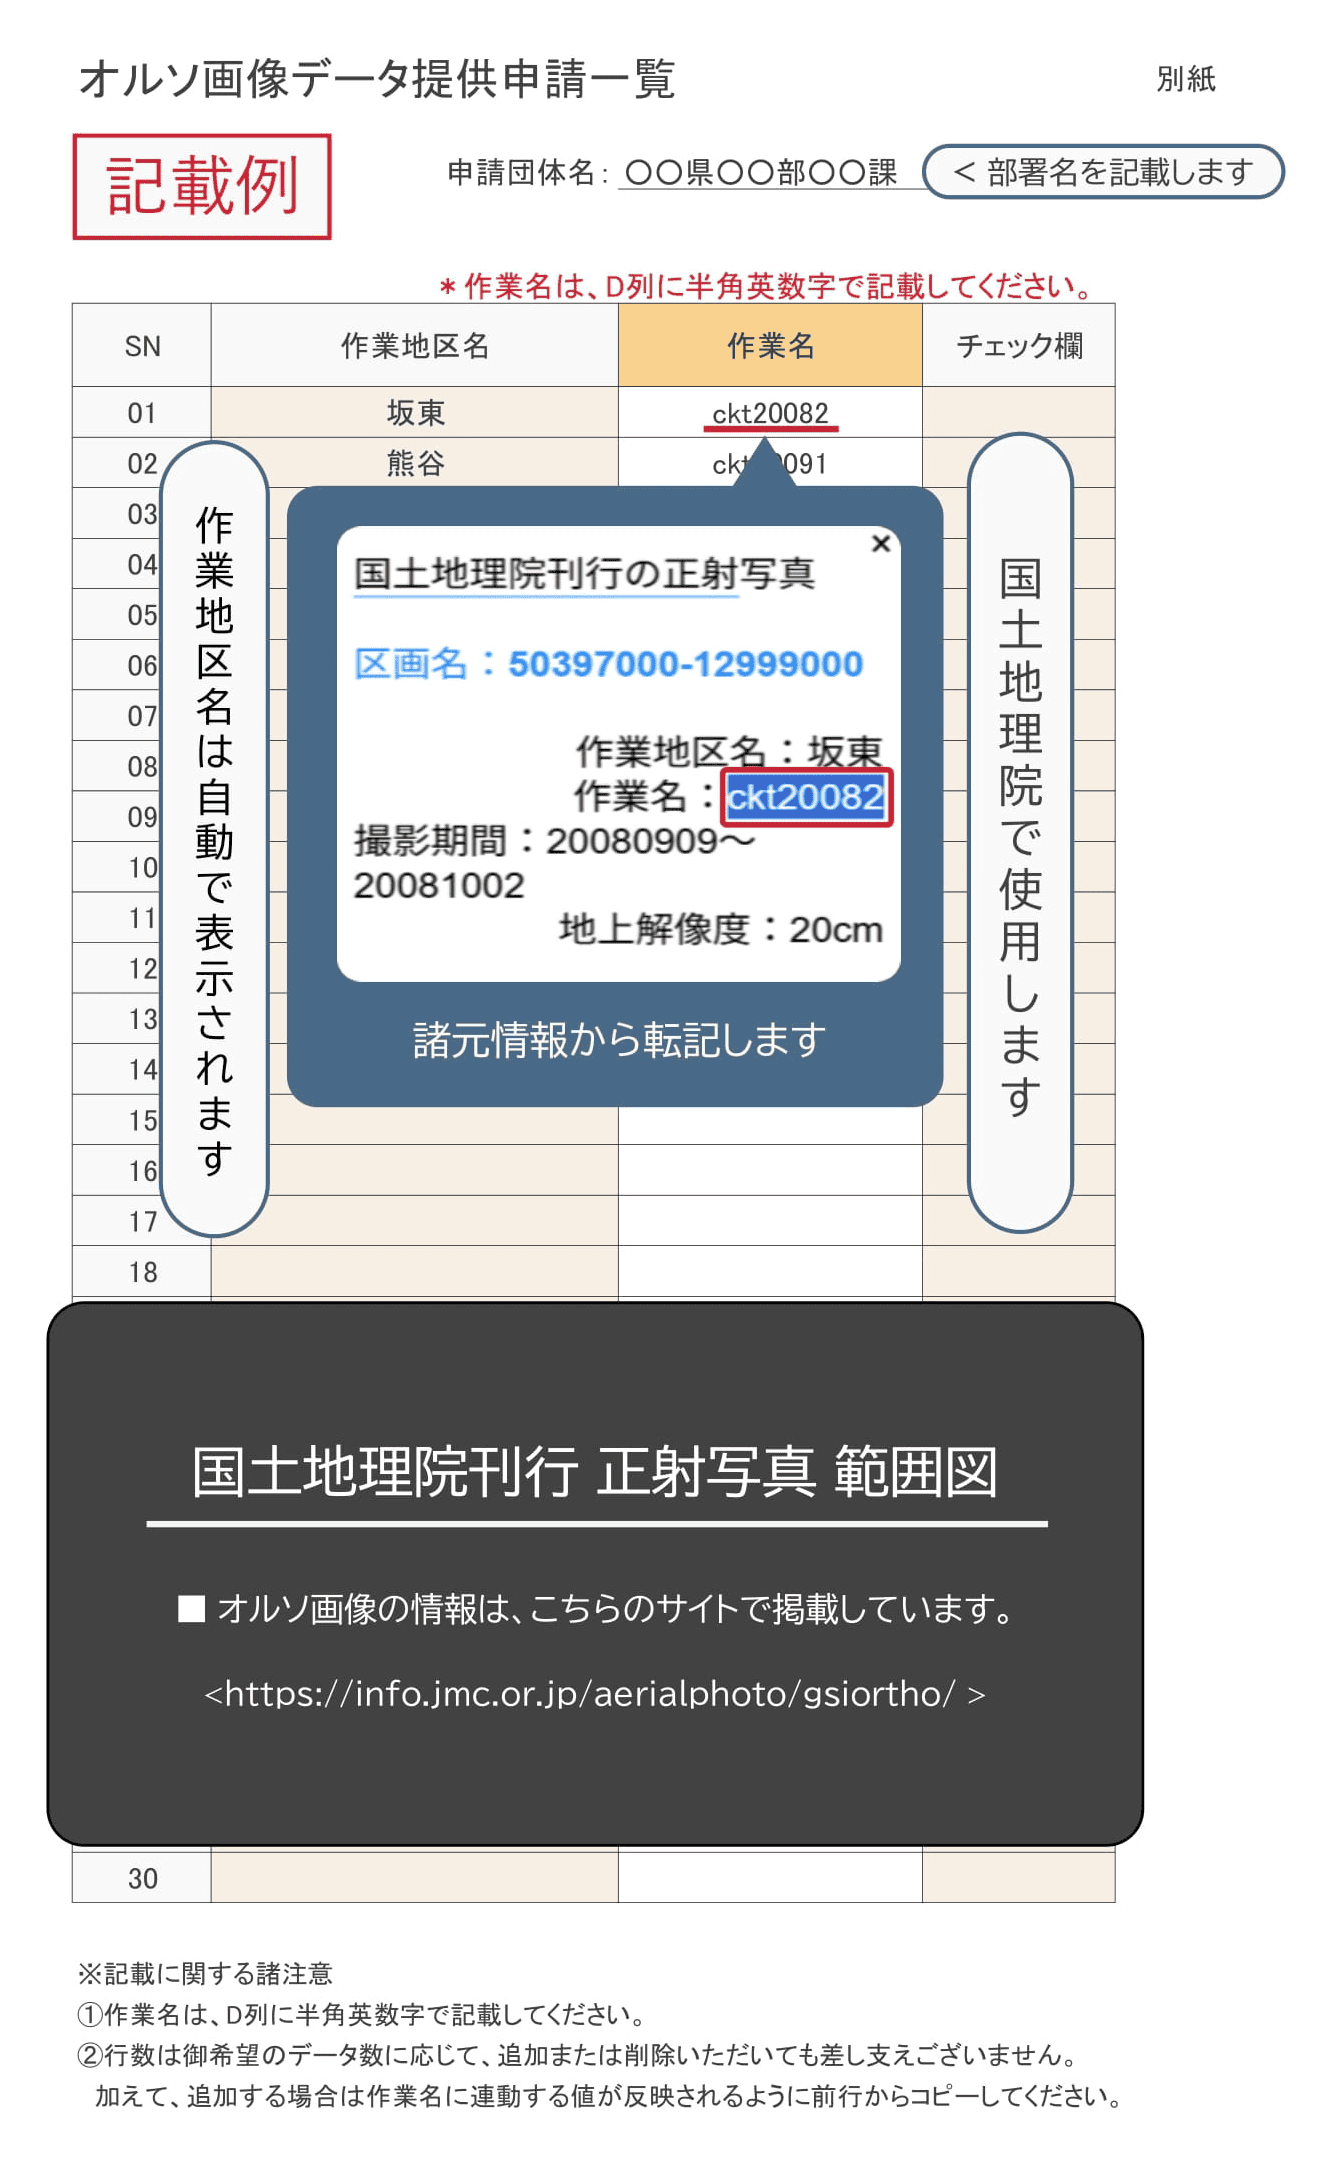 オルソ画像データ提供申請一覧
別紙
記載例
申請団体名: 〇〇県〇〇部〇〇課
< 部署名を記載します
* 作業名は、D列に半角英数字で記載してください。
SN 作業地区名 作業名 チェック欄
01 坂東 ckt20082
02 熊谷
03
04
05
06
07
08
09
10
11
12
13
14
15
16
17
18
作業地区名は自動で表示されます
×
国土地理院刊行の正射写真
区画名：50397000-12999000
作業地区名：坂東
作業名：ckt20082
撮影期間：20080909～
20081002
地上解像度：20cm
諸元情報から転記します
国土地理院で使用します
国土地理院刊行 正射写真 範囲図
■ オルソ画像の情報は、こちらのサイトで掲載しています。
<https://info.jmc.or.jp/aerialphoto/gsiortho/ >
30
※記載に関する諸注意
①作業名は、D列に半角英数字で記載してください。
②行数は御希望のデータ数に応じて、追加または削除いただいても差し支えございません。
加えて、追加する場合は作業名に連動する値が反映されるように前行からコピーしてください。